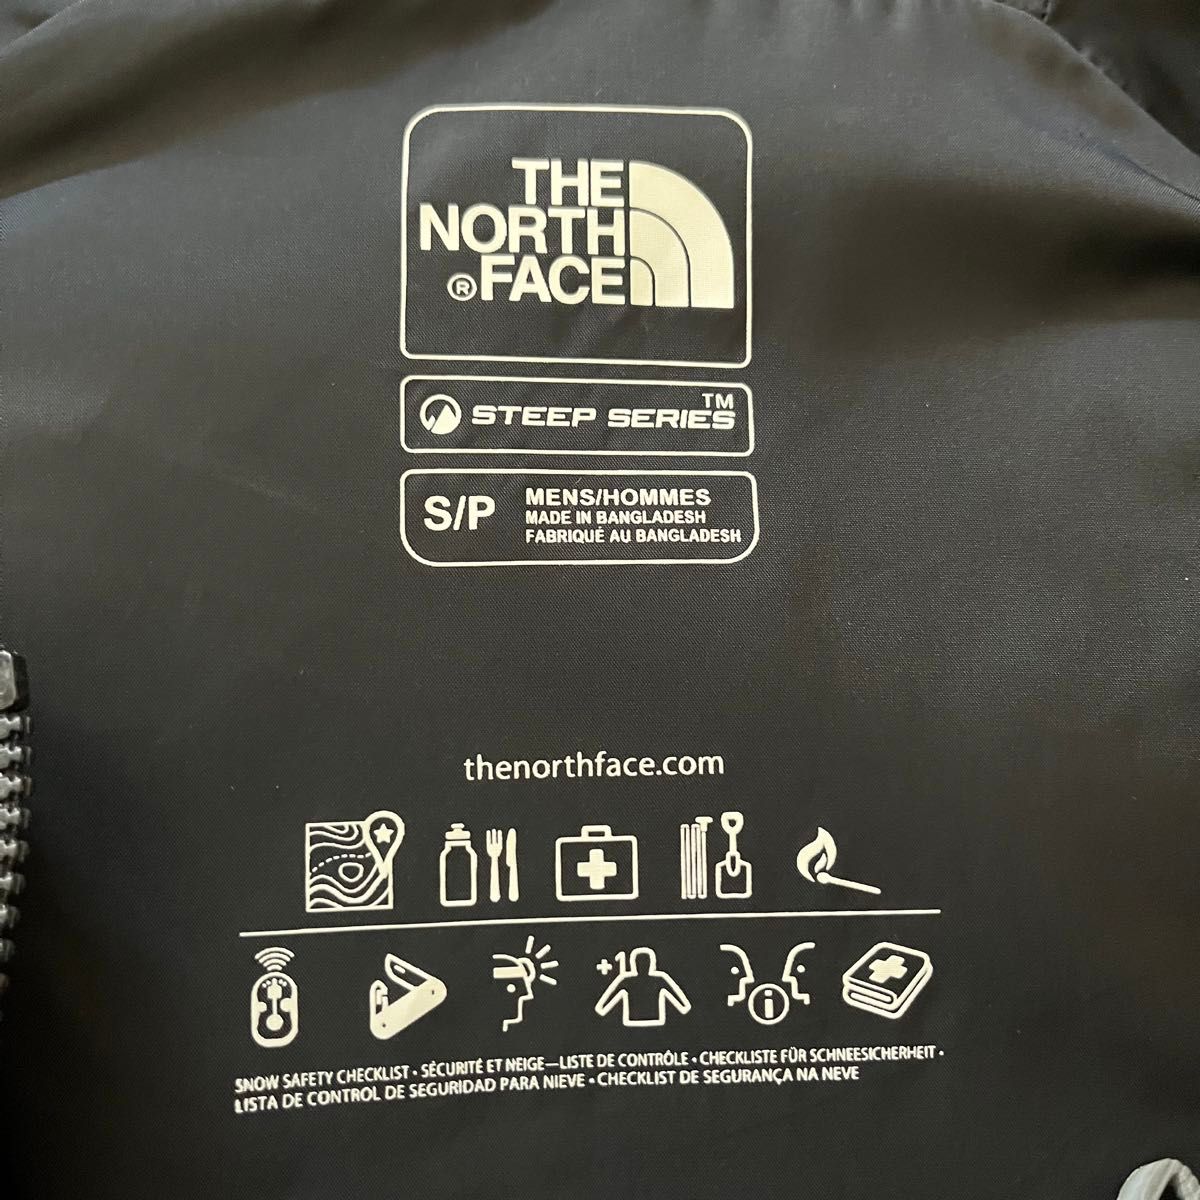 THE
NORTH
® FACE
STEEP SERIES™
S/P
MENS/HOMMES
MADE IN BANGLADESH
FABRIQUÉ AU BANGLADESH
thenorthface.com
+1
i
SNOW SAFETY CHECKLIST • SÉCURITÉ ET NEIGE—LISTE DE CONTRÔLE • CHECKLISTE FÜR SCHNEESICHERHEIT •
LISTA DE CONTROL DE SEGURIDAD PARA NIEVE • CHECKLIST DE SEGURANÇA NA NEVE